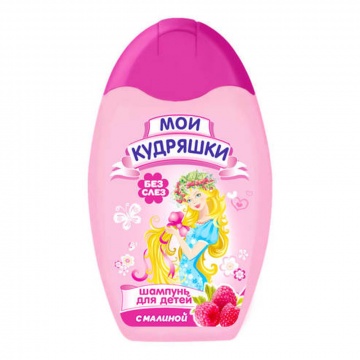 МОИ
КУДРЯШКИ
БЕЗ
СЛЕЗ
ШАМПУНЬ
ДЛЯ ДЕТЕЙ
С МАЛИНОЙ